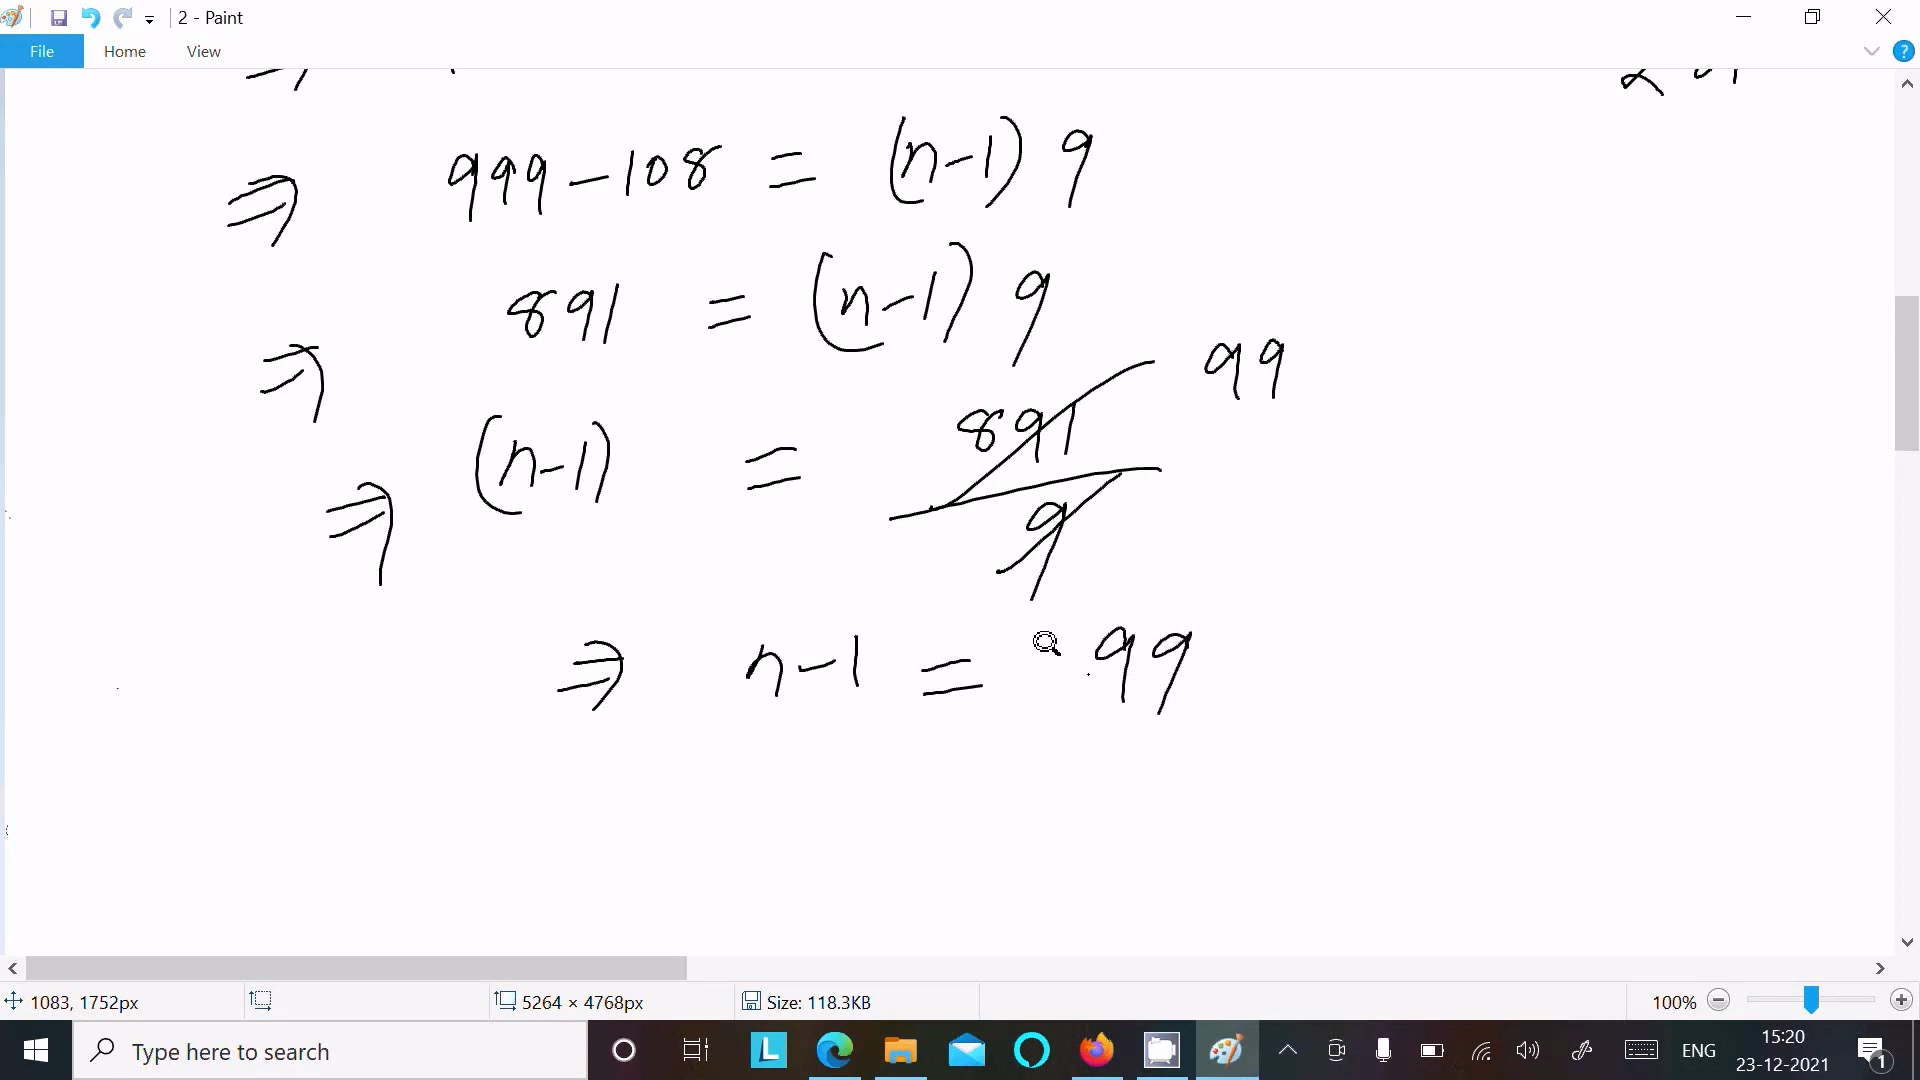 2 - Paint
File Home View
⇒ 999 - 108 = (n-1) 9
⇒ 891 = (n-1) 9
99
⇒ (n-1) = 891/9
⇒ n-1 = 99
1083, 1752px 5264 × 4768px Size: 118.3KB 100%
Type here to search
L
ENG
15:20
23-12-2021
1